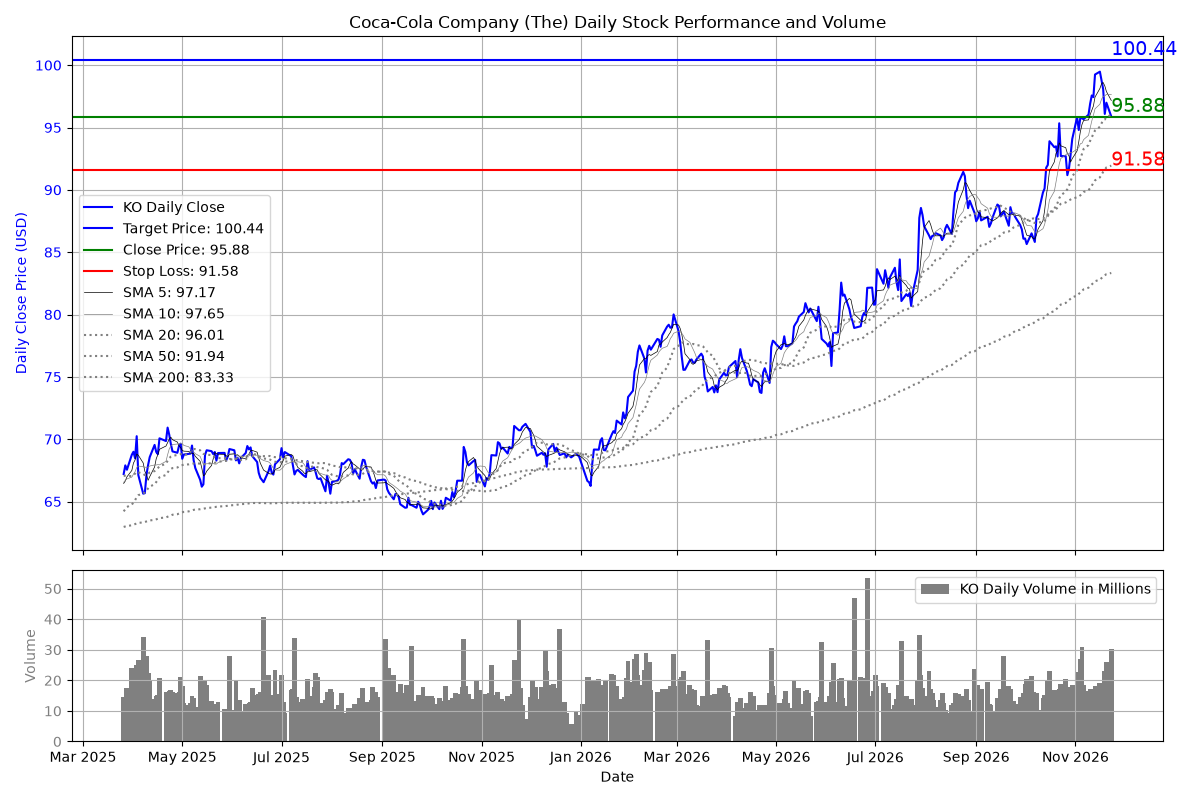 Coca-Cola Company (The) Daily Stock Performance and Volume
100.44
100
95.88
95
91.58
90
KO Daily Close
Target Price: 100.44
Close Price: 95.88
Stop Loss: 91.58
SMA 5: 97.17
SMA 10: 97.65
SMA 20: 96.01
SMA 50: 91.94
SMA 200: 83.33
85
80
75
70
65
Daily Close Price (USD)
KO Daily Volume in Millions
50
40
30
20
10
0
Volume
Mar 2025 May 2025 Jul 2025 Sep 2025 Nov 2025 Jan 2026 Mar 2026 May 2026 Jul 2026 Sep 2026 Nov 2026
Date